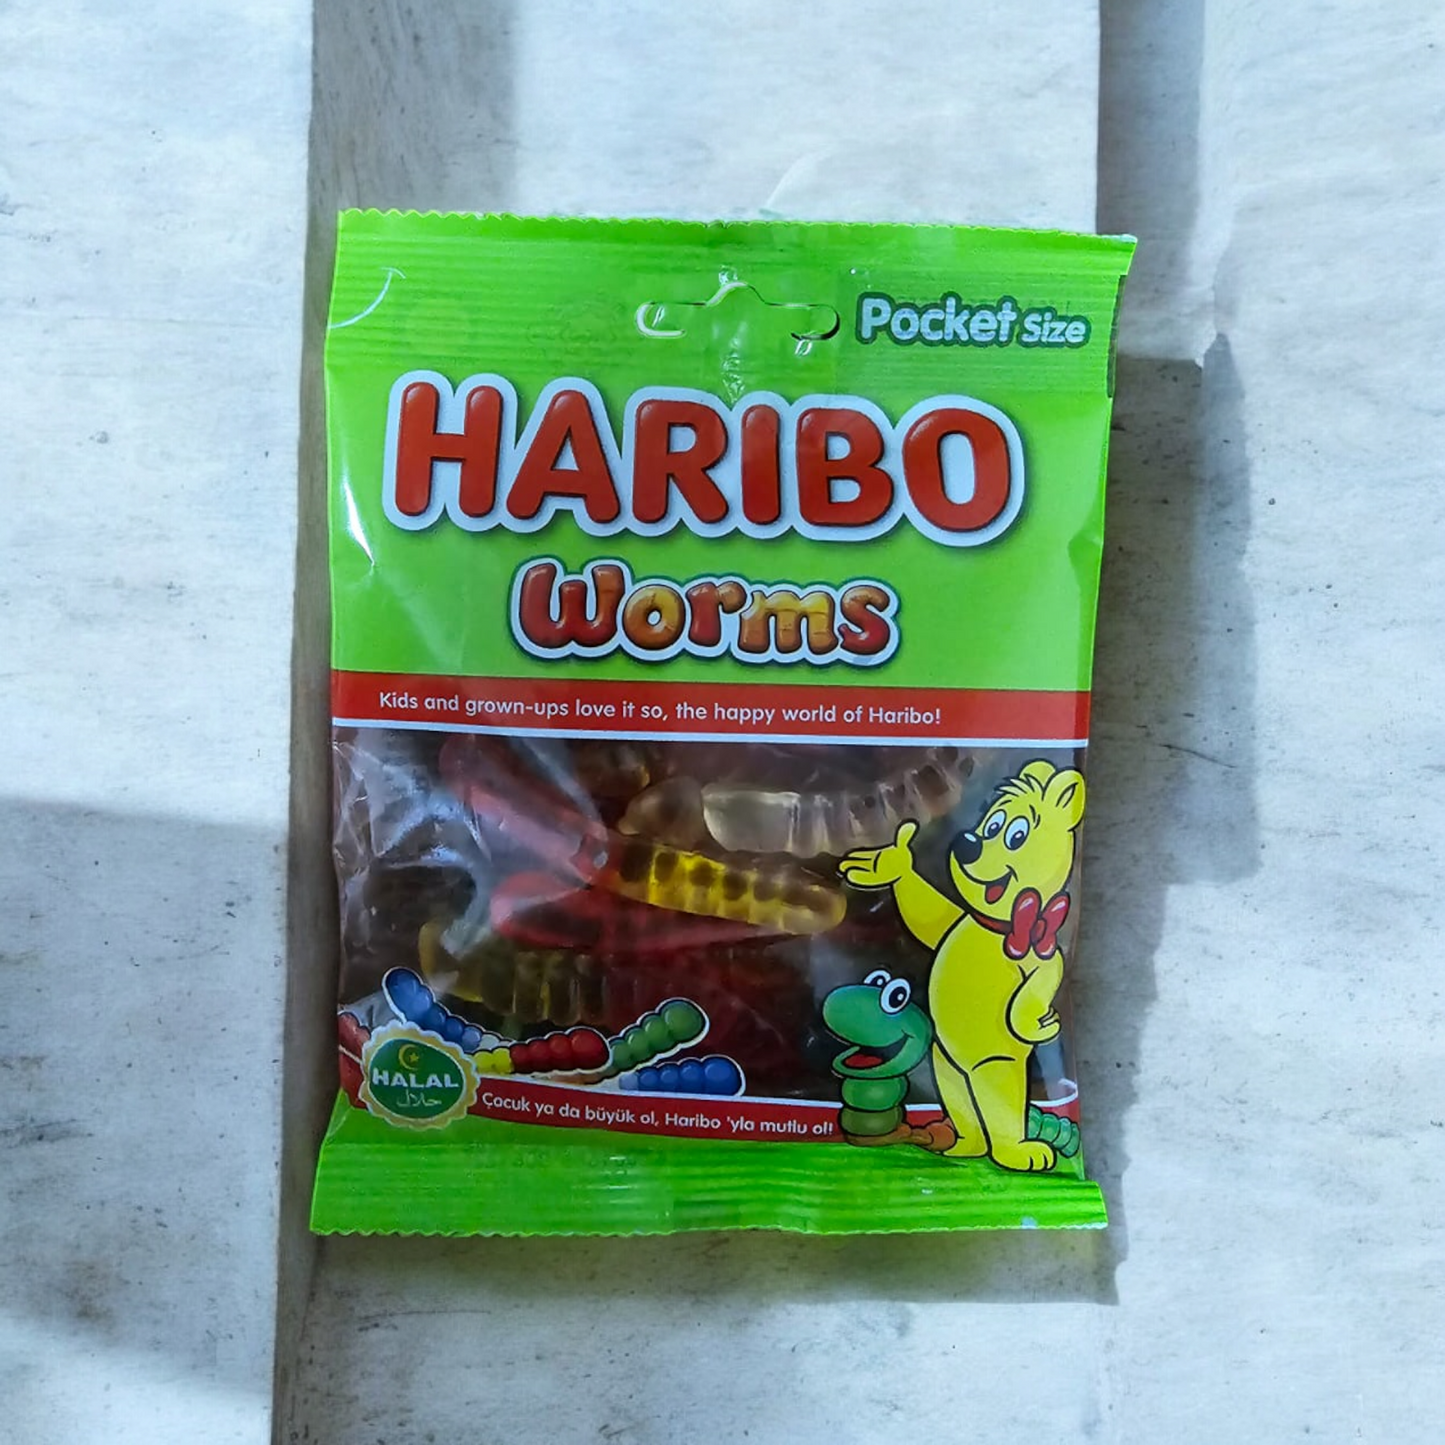 Pocket Size
HARIBO
Worms
Kids and grown-ups love it so, the happy world of Haribo!
HALAL
حلال
Çocuk ya da büyük ol, Haribo 'yla mutlu ol!